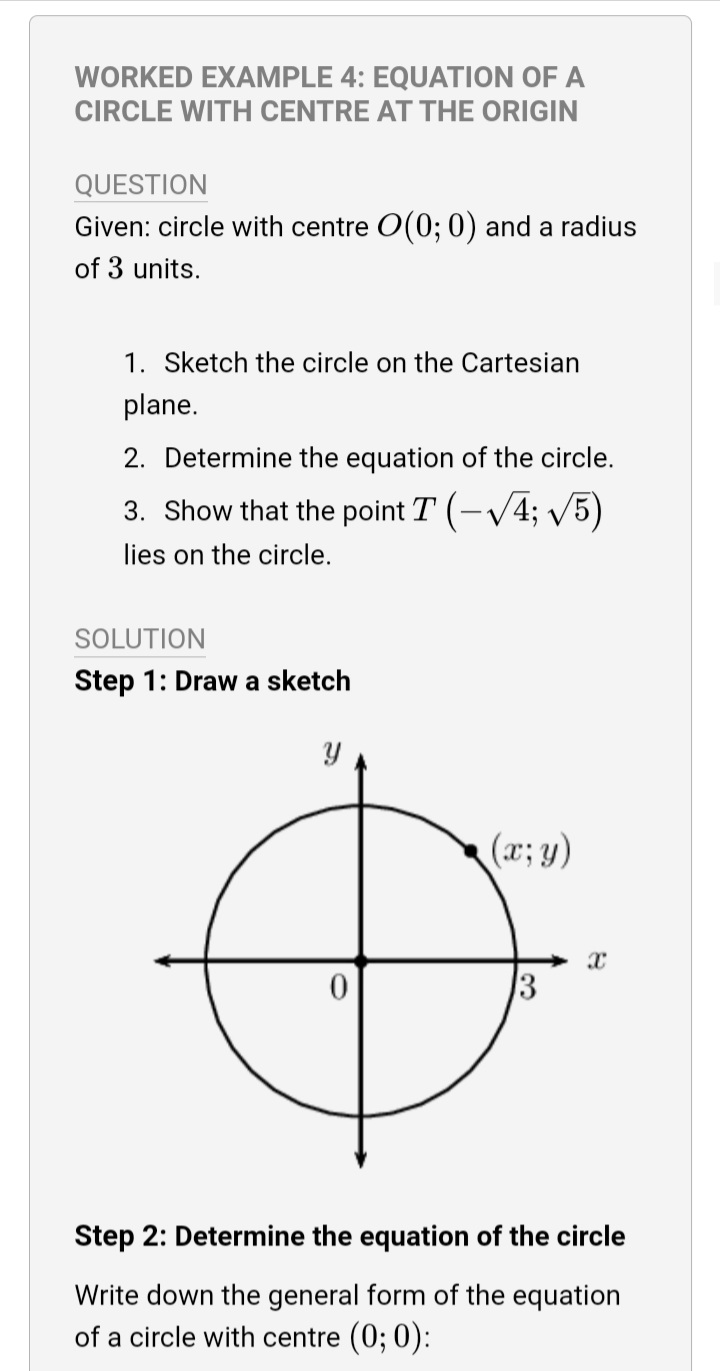 WORKED EXAMPLE 4: EQUATION OF A
CIRCLE WITH CENTRE AT THE ORIGIN
QUESTION
Given: circle with centre O(0; 0) and a radius
of 3 units.
1. Sketch the circle on the Cartesian
plane.
2. Determine the equation of the circle.
3. Show that the point T (−√4; √5)
lies on the circle.
SOLUTION
Step 1: Draw a sketch
y
(x; y)
x
0
3
Step 2: Determine the equation of the circle
Write down the general form of the equation
of a circle with centre (0; 0):